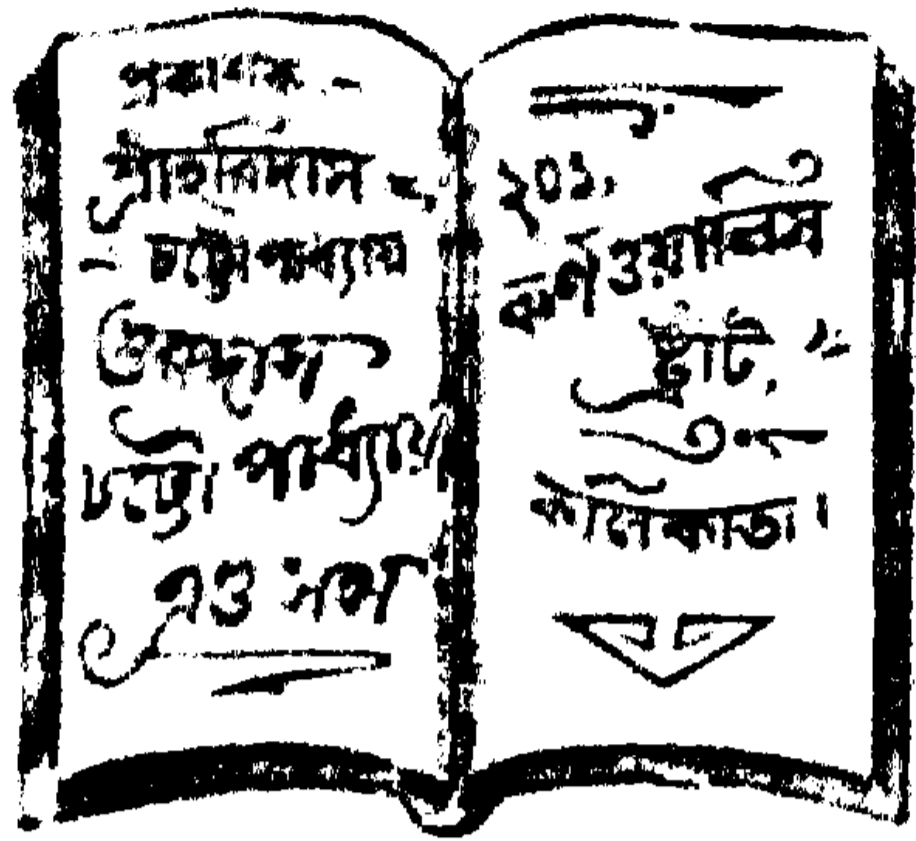 প্রকাশক –
শ্রীহরিদাস
চট্টোপাধ্যায়
গুরুদাস
চট্টোপাধ্যায়
এণ্ড সন্স
২০১,
কর্ণওয়ালিস
ষ্ট্রীট,
কলিকাতা।